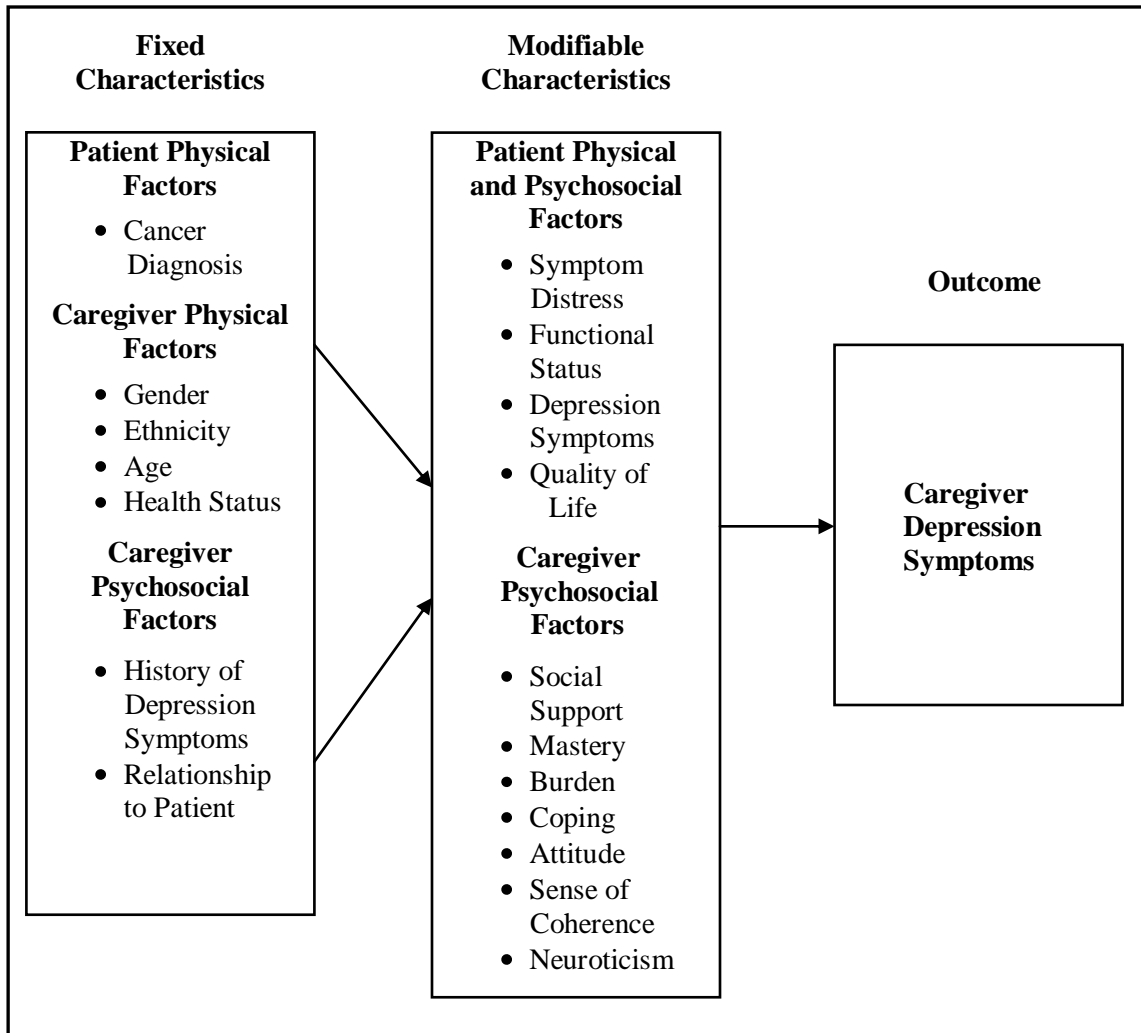 Fixed
Characteristics
Patient Physical
Factors
• Cancer
Diagnosis
Caregiver Physical
Factors
• Gender
• Ethnicity
• Age
• Health Status
Caregiver
Psychosocial
Factors
• History of
Depression
Symptoms
• Relationship
to Patient
Modifiable
Characteristics
Patient Physical
and Psychosocial
Factors
• Symptom
Distress
• Functional
Status
• Depression
Symptoms
• Quality of
Life
Caregiver
Psychosocial
Factors
• Social
Support
• Mastery
• Burden
• Coping
• Attitude
• Sense of
Coherence
• Neuroticism
Outcome
Caregiver
Depression
Symptoms